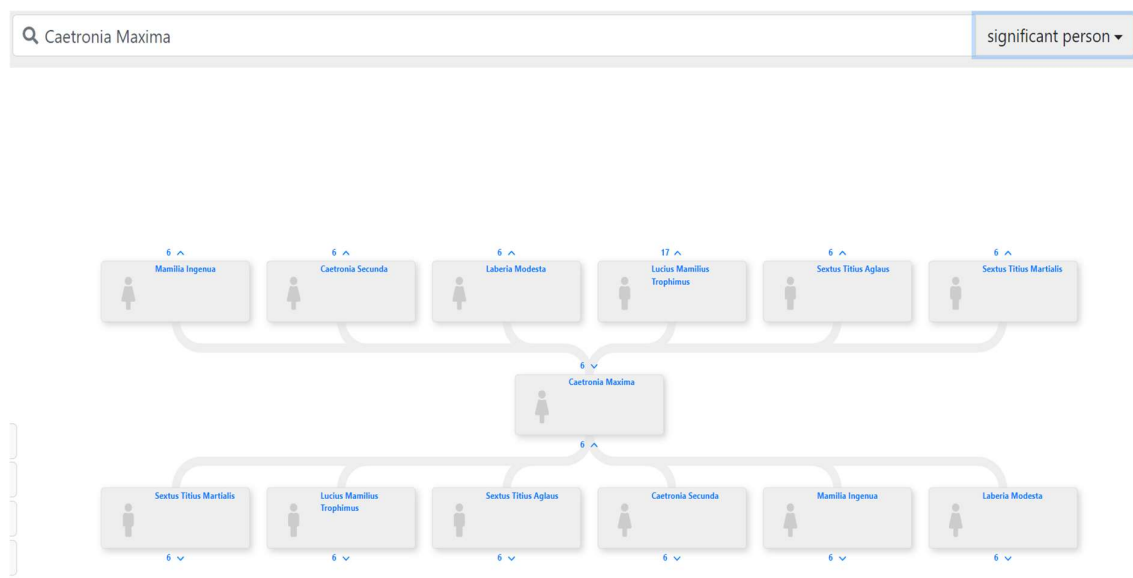 Caetronia Maxima
significant person
6 6 6 17 6 6
Mamilia Ingenua
Caetronia Secunda
Laberia Modesta
Lucius Mamilius
Trophimus
Sextus Titius Aglaus
Sextus Titius Martialis
6
Caetronia Maxima
6
Sextus Titius Martialis
Lucius Mamilius
Trophimus
Sextus Titius Aglaus
Caetronia Secunda
Mamilia Ingenua
Laberia Modesta
6 6 6 6 6 6